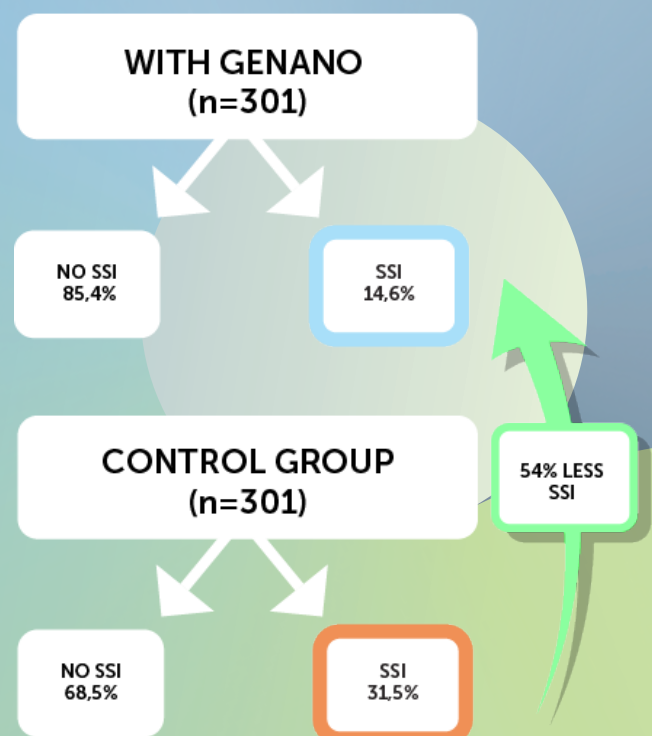 WITH GENANO
(n=301)
NO SSI
85,4%
SSI
14,6%
CONTROL GROUP
(n=301)
54% LESS
SSI
NO SSI
68,5%
SSI
31,5%